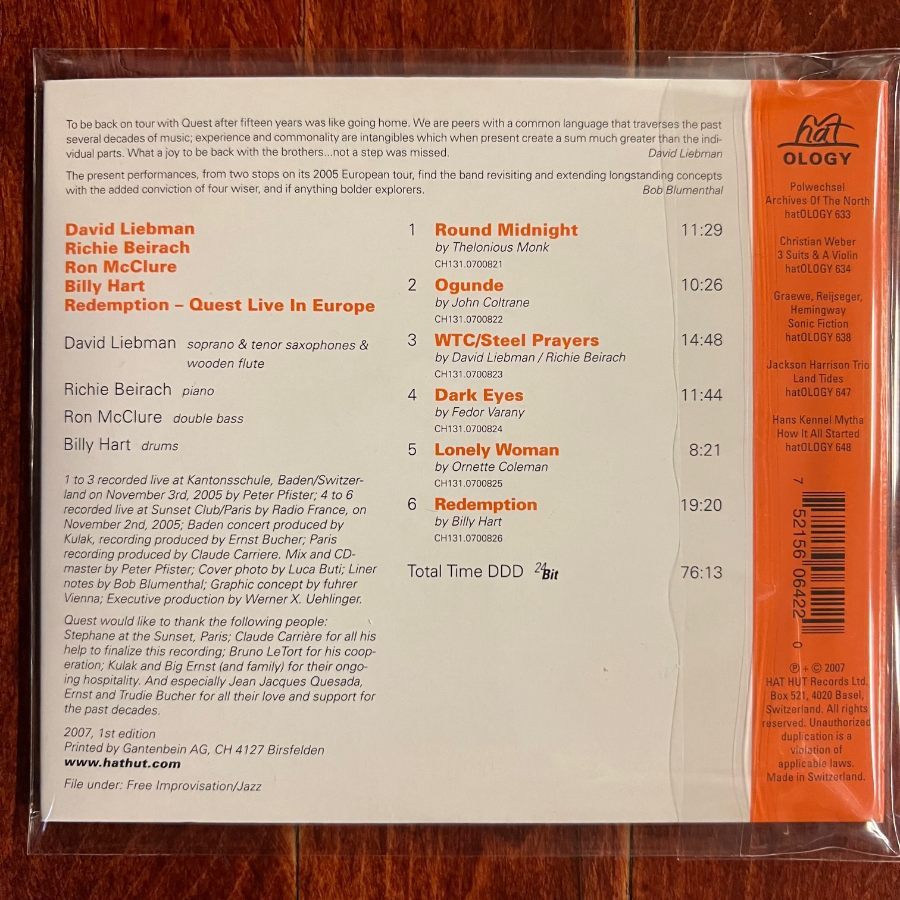 To be back on tour with Quest after fifteen years was like going home. We are peers with a common language that traverses the past
several decades of music; experience and commonality are intangibles which when present create a sum much greater than the indi-
vidual parts. What a joy to be back with the brothers...not a step was missed. David Liebman
The present performances, from two stops on its 2005 European tour, find the band revisiting and extending longstanding concepts
with the added conviction of four wiser, and if anything bolder explorers. Bob Blumenthal
David Liebman
Richie Beirach
Ron McClure
Billy Hart
Redemption – Quest Live In Europe
David Liebman soprano & tenor saxophones &
wooden flute
Richie Beirach piano
Ron McClure double bass
Billy Hart drums
1 to 3 recorded live at Kantonsschule, Baden/Switzer-
land on November 3rd, 2005 by Peter Pfister; 4 to 6
recorded live at Sunset Club/Paris by Radio France, on
November 2nd, 2005; Baden concert produced by
Kulak, recording produced by Ernst Bucher; Paris
recording produced by Claude Carriere. Mix and CD-
master by Peter Pfister; Cover photo by Luca Buti; Liner
notes by Bob Blumenthal; Graphic concept by fuhrer
Vienna; Executive production by Werner X. Uehlinger.
Quest would like to thank the following people:
Stephane at the Sunset, Paris; Claude Carrière for all his
help to finalize this recording; Bruno LeTort for his coop-
eration; Kulak and Big Ernst (and family) for their ongo-
ing hospitality. And especially Jean Jacques Quesada,
Ernst and Trudie Bucher for all their love and support for
the past decades.
2007, 1st edition
Printed by Gantenbein AG, CH 4127 Birsfelden
www.hathut.com
File under: Free Improvisation/Jazz
1 Round Midnight 11:29
by Thelonious Monk
CH131.0700821
2 Ogunde 10:26
by John Coltrane
CH131.0700822
3 WTC/Steel Prayers 14:48
by David Liebman / Richie Beirach
CH131.0700823
4 Dark Eyes 11:44
by Fedor Varany
CH131.0700824
5 Lonely Woman 8:21
by Ornette Coleman
CH131.0700825
6 Redemption 19:20
by Billy Hart
CH131.0700826
Total Time DDD 24Bit 76:13
hat
OLOGY
Polwechsel
Archives Of The North
hatOLOGY 633
Christian Weber
3 Suits & A Violin
hatOLOGY 634
Graewe, Reijseger,
Hemingway
Sonic Fiction
hatOLOGY 638
Jackson Harrison Trio
Land Tides
hatOLOGY 647
Hans Kennel Mytha
How It All Started
hatOLOGY 648
7 52156 06422 0
℗ + © 2007
HAT HUT Records Ltd.
Box 521, 4020 Basel,
Switzerland. All rights
reserved. Unauthorized
duplication is a
violation of
applicable laws.
Made in Switzerland.